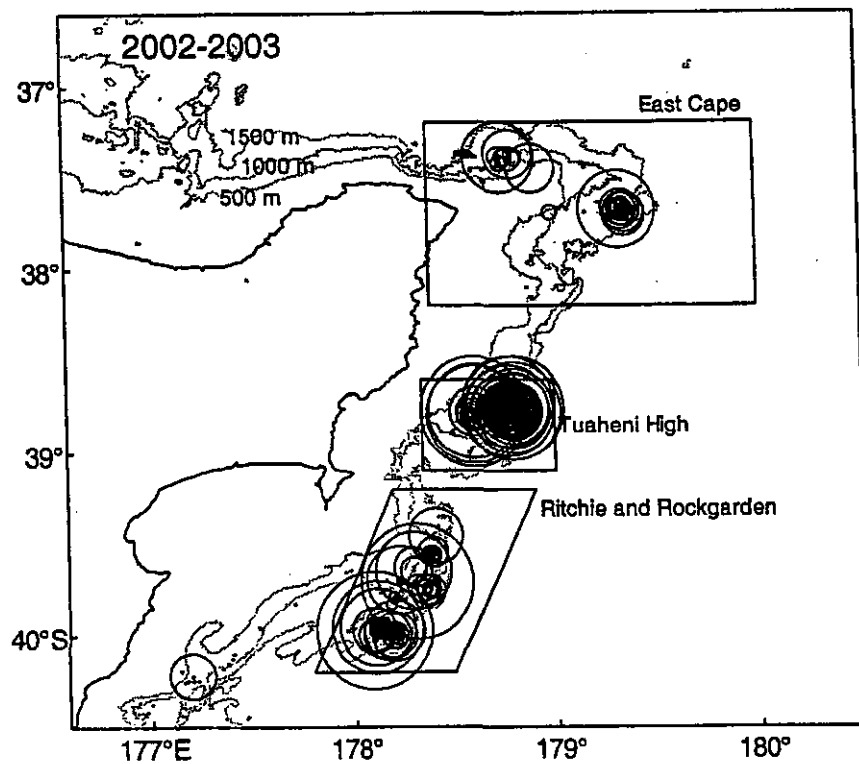 2002-2003
37°
East Cape
1500 m
1000 m
500 m
38°
Tuaheni High
39°
Ritchie and Rockgarden
40°S
177°E
178°
179°
180°